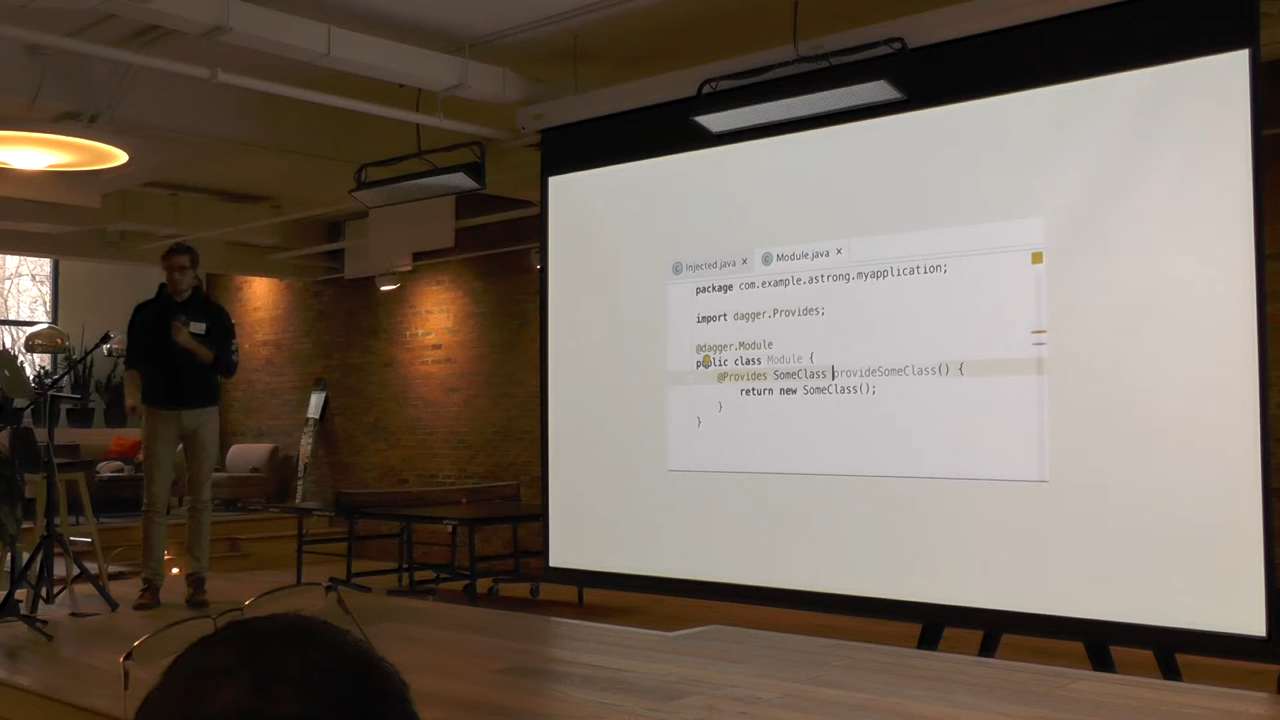 Injected.java × Module.java ×
package com.example.astrong.myapplication;
import dagger.Provides;
@dagger.Module
public class Module {
@Provides SomeClass provideSomeClass() {
return new SomeClass();
}
}